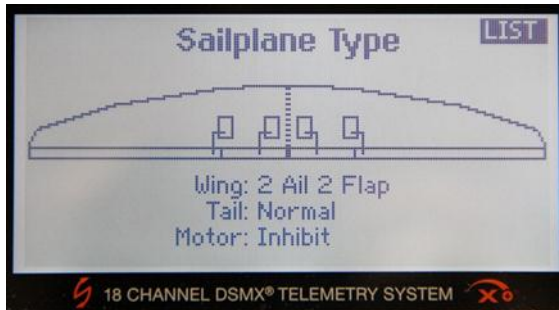 Sailplane Type
LIST
Wing: 2 Ail 2 Flap
Tail: Normal
Motor: Inhibit
18 CHANNEL DSMX® TELEMETRY SYSTEM